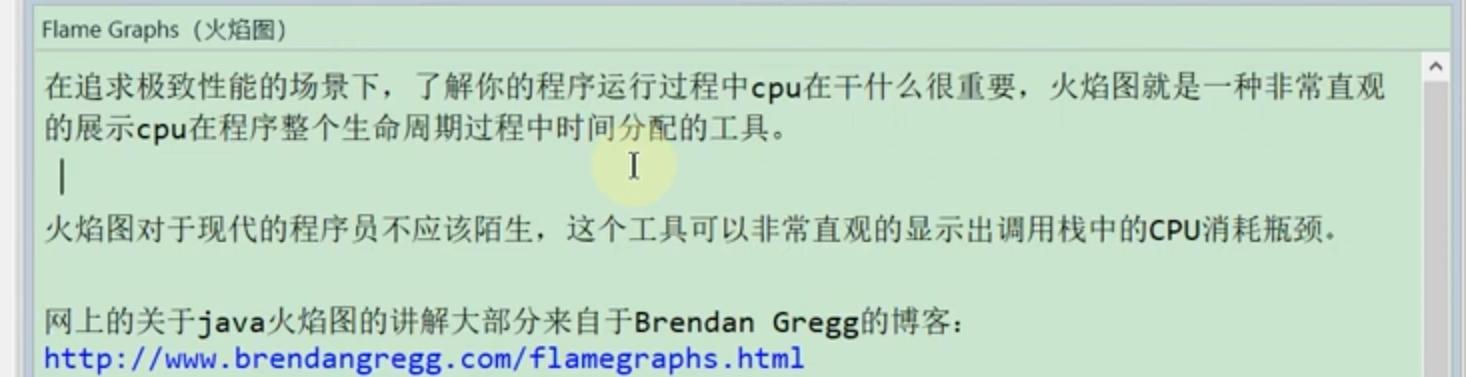 Flame Graphs（火焰图）
在追求极致性能的场景下，了解你的程序运行过程中cpu在干什么很重要，火焰图就是一种非常直观
的展示cpu在程序整个生命周期过程中时间分配的工具。
火焰图对于现代的程序员不应该陌生，这个工具可以非常直观的显示出调用栈中的CPU消耗瓶颈。
网上的关于java火焰图的讲解大部分来自于Brendan Gregg的博客：
http://www.brendangregg.com/flamegraphs.html